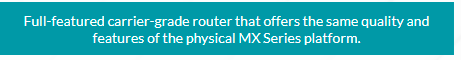 Full-featured carrier-grade router that offers the same quality and
features of the physical MX Series platform.